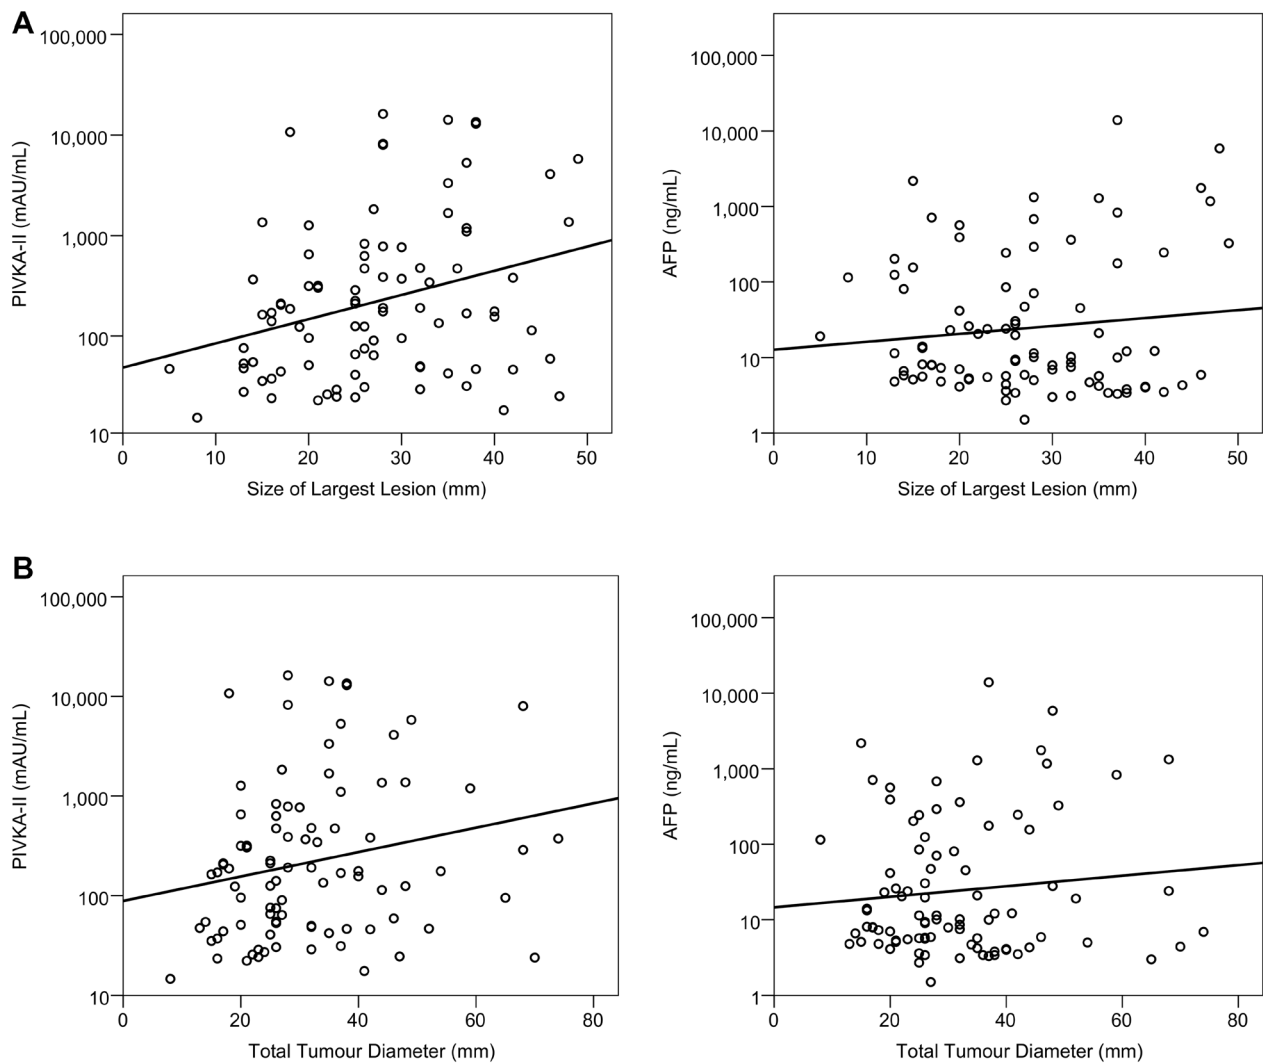 A
PIVKA-II (mAU/mL)
100,000
10,000
1,000
100
10
0 10 20 30 40 50
Size of Largest Lesion (mm)
AFP (ng/mL)
100,000
10,000
1,000
100
10
1
0 10 20 30 40 50
Size of Largest Lesion (mm)
B
PIVKA-II (mAU/mL)
100,000
10,000
1,000
100
10
0 20 40 60 80
Total Tumour Diameter (mm)
AFP (ng/mL)
100,000
10,000
1,000
100
10
1
0 20 40 60 80
Total Tumour Diameter (mm)